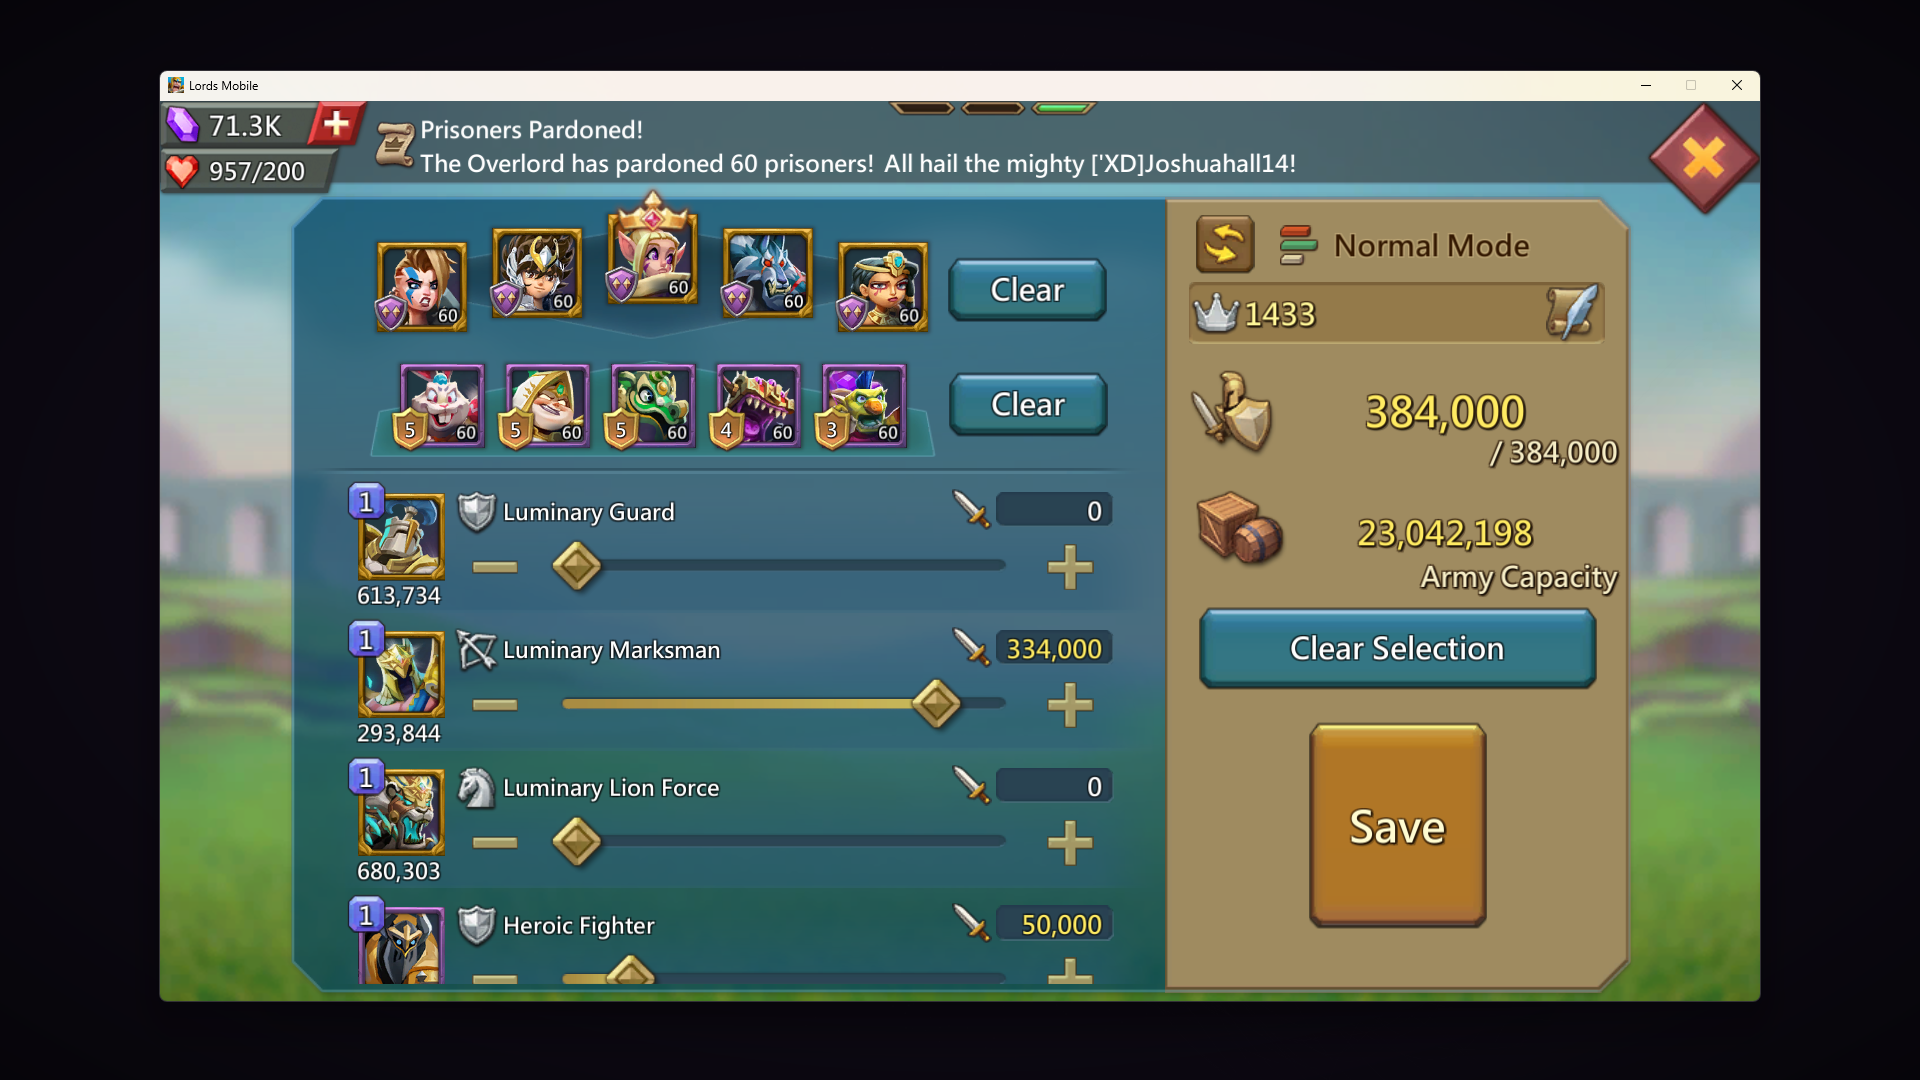 Lords Mobile
71.3K
957/200
Prisoners Pardoned!
The Overlord has pardoned 60 prisoners! All hail the mighty ['XD]Joshuahall14!
60
60
60
60
60
Clear
5
60
5
60
5
60
4
60
3
60
Clear
Normal Mode
1433
384,000
/ 384,000
23,042,198
Army Capacity
Clear Selection
Save
1
Luminary Guard
0
613,734
1
Luminary Marksman
334,000
293,844
1
Luminary Lion Force
0
680,303
1
Heroic Fighter
50,000